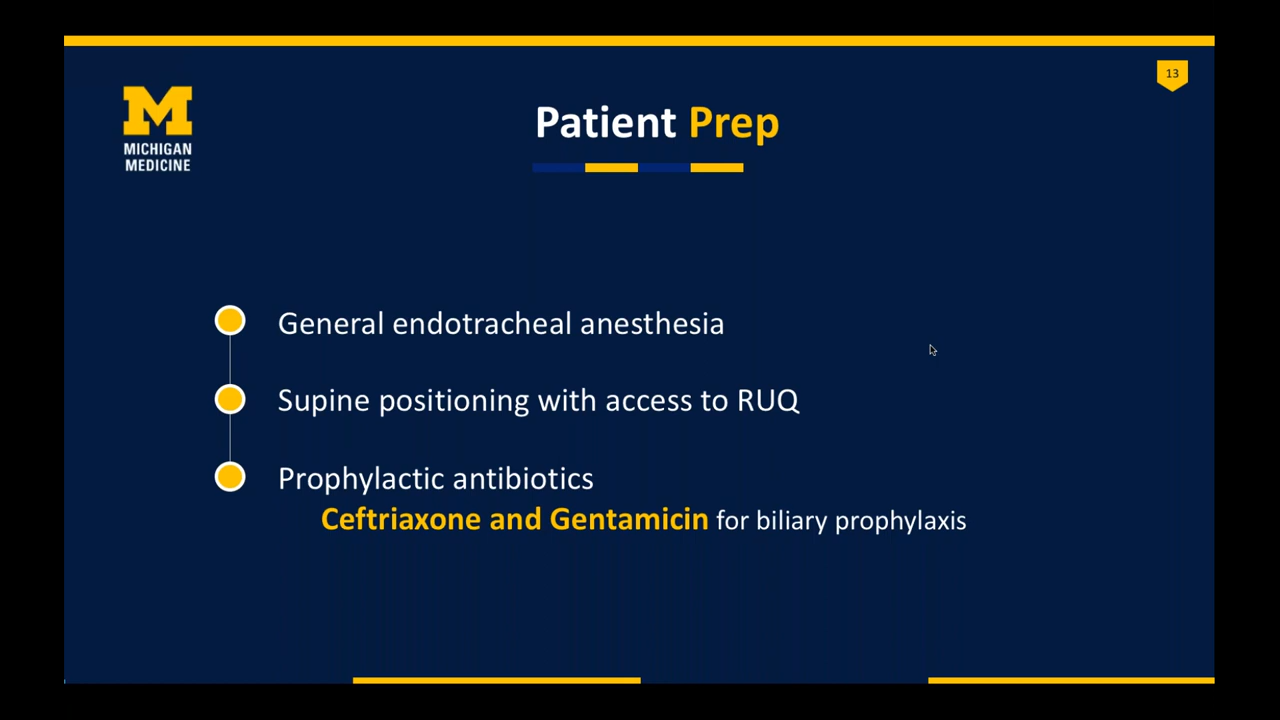 13
MICHIGAN
MEDICINE
Patient Prep
General endotracheal anesthesia
Supine positioning with access to RUQ
Prophylactic antibiotics
Ceftriaxone and Gentamicin for biliary prophylaxis